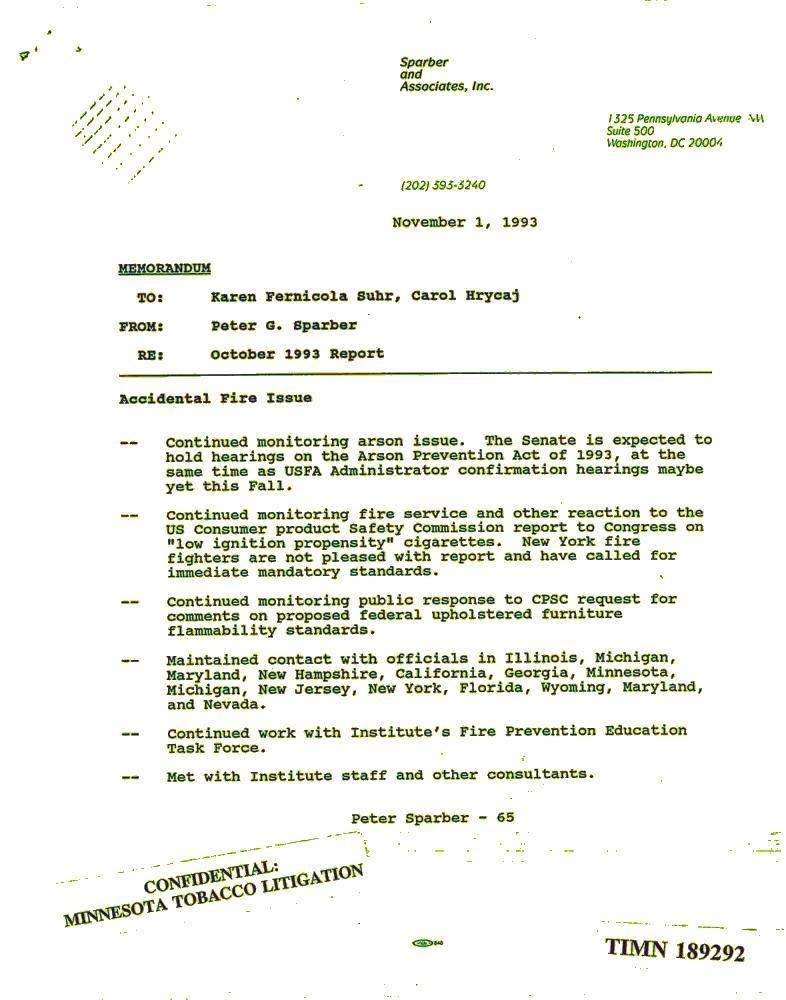 Sparber
and
Associates, Inc.
1325 Pennsylvania Avenue NW
Suite 500
Washington, DC 20004
(202) 393-3240
November 1, 1993
MEMORANDUM
TO: Karen Fernicola Suhr, Carol Hrycaj
FROM: Peter G. Sparber
RE: October 1993 Report
Accidental Fire Issue
-- Continued monitoring arson issue. The Senate is expected to
hold hearings on the Arson Prevention Act of 1993, at the
same time as USFA Administrator confirmation hearings maybe
yet this Fall.
-- Continued monitoring fire service and other reaction to the
US Consumer product Safety Commission report to Congress on
"low ignition propensity" cigarettes. New York fire
fighters are not pleased with report and have called for
immediate mandatory standards.
-- Continued monitoring public response to CPSC request for
comments on proposed federal upholstered furniture
flammability standards.
-- Maintained contact with officials in Illinois, Michigan,
Maryland, New Hampshire, California, Georgia, Minnesota,
Michigan, New Jersey, New York, Florida, Wyoming, Maryland,
and Nevada.
-- Continued work with Institute's Fire Prevention Education
Task Force.
-- Met with Institute staff and other consultants.
Peter Sparber - 65
CONFIDENTIAL:
MINNESOTA TOBACCO LITIGATION
TIMN 189292